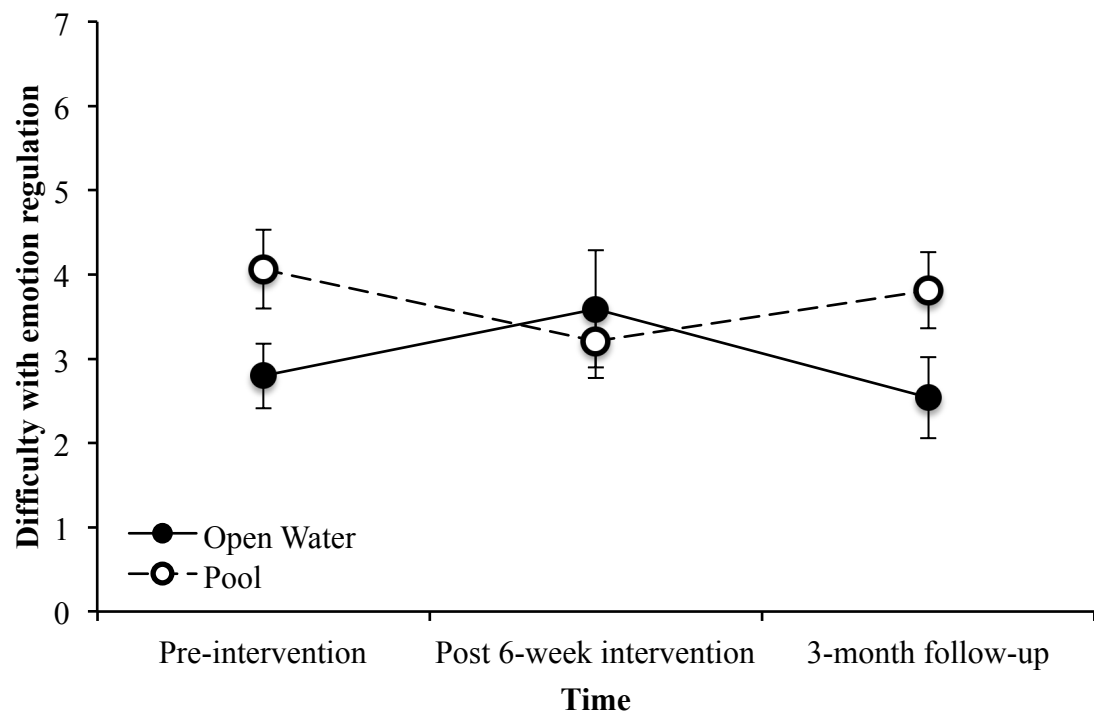 7
6
5
4
3
2
1
0
Difficulty with emotion regulation
Open Water
Pool
Pre-intervention
Post 6-week intervention
3-month follow-up
Time